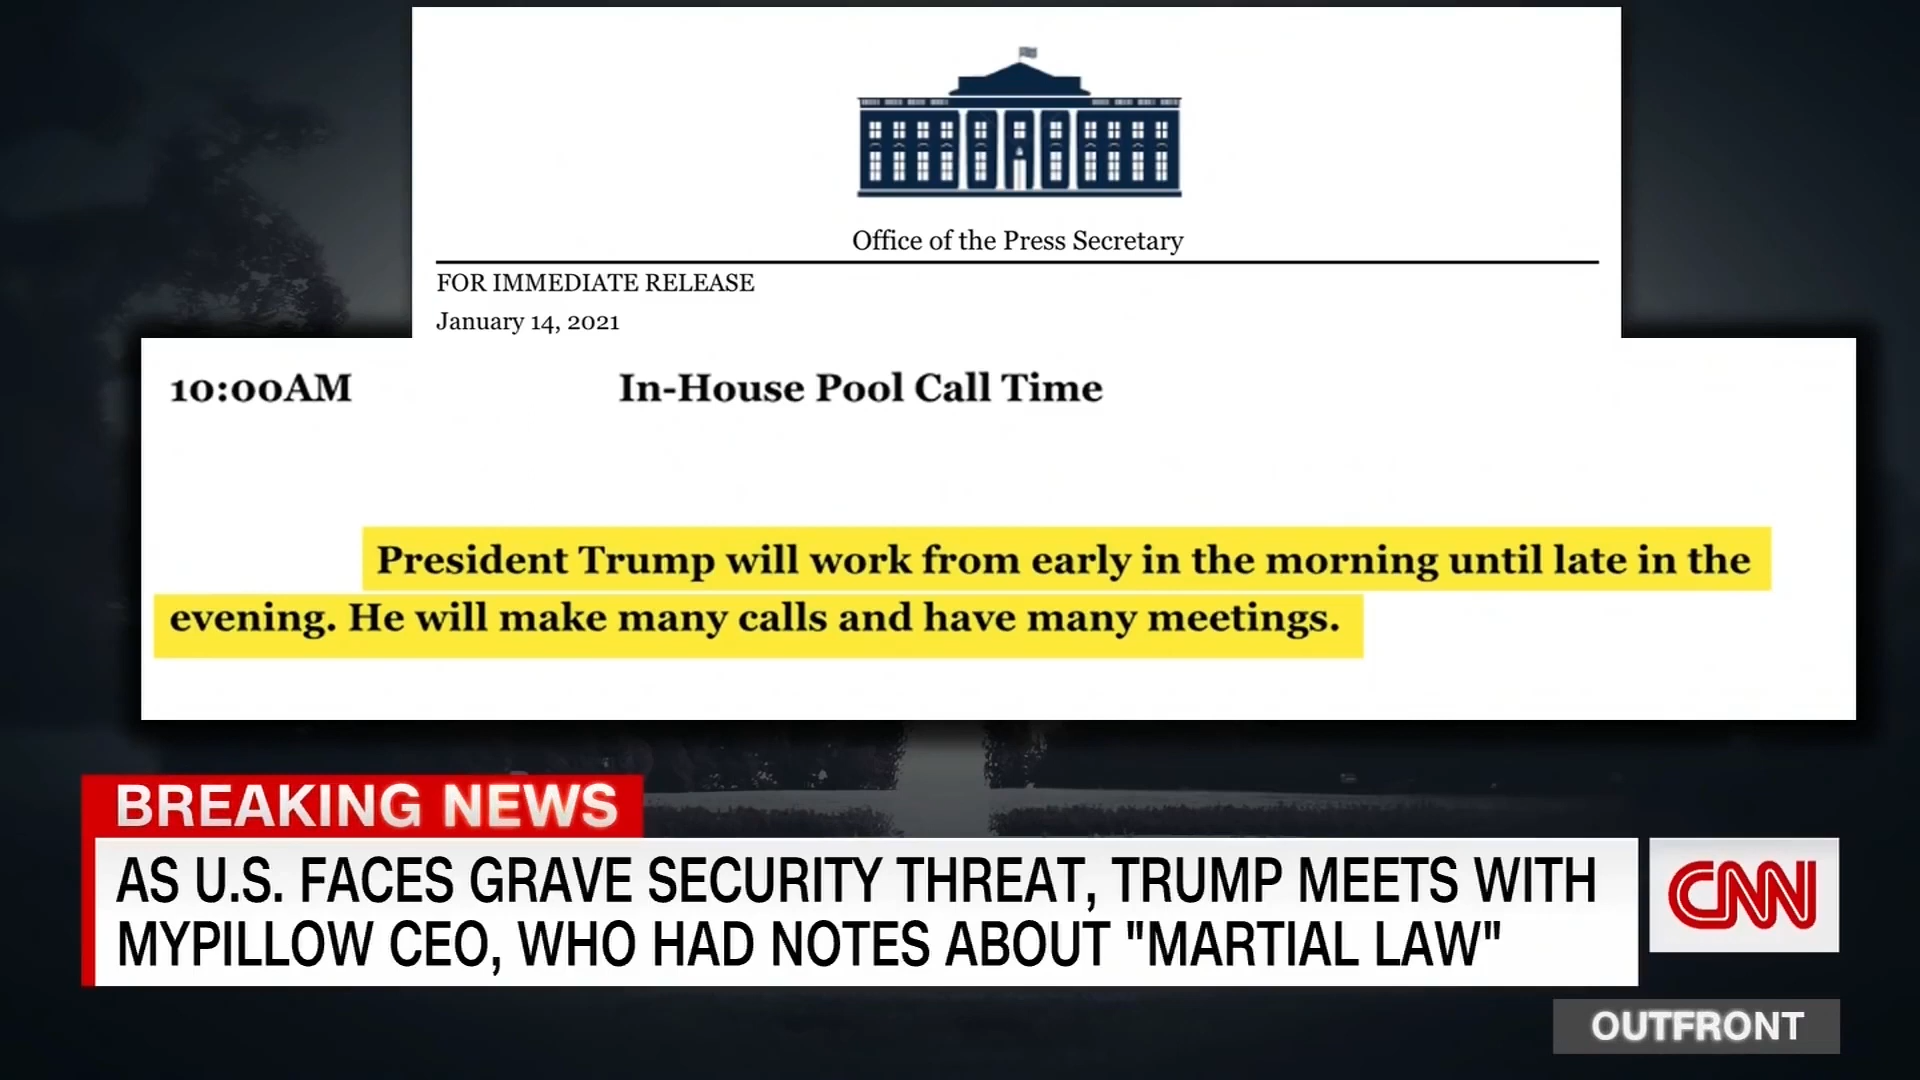 Office of the Press Secretary
FOR IMMEDIATE RELEASE
January 14, 2021
10:00AM In-House Pool Call Time
President Trump will work from early in the morning until late in the
evening. He will make many calls and have many meetings.
BREAKING NEWS
AS U.S. FACES GRAVE SECURITY THREAT, TRUMP MEETS WITH
MYPILLOW CEO, WHO HAD NOTES ABOUT "MARTIAL LAW"
CNN
OUTFRONT